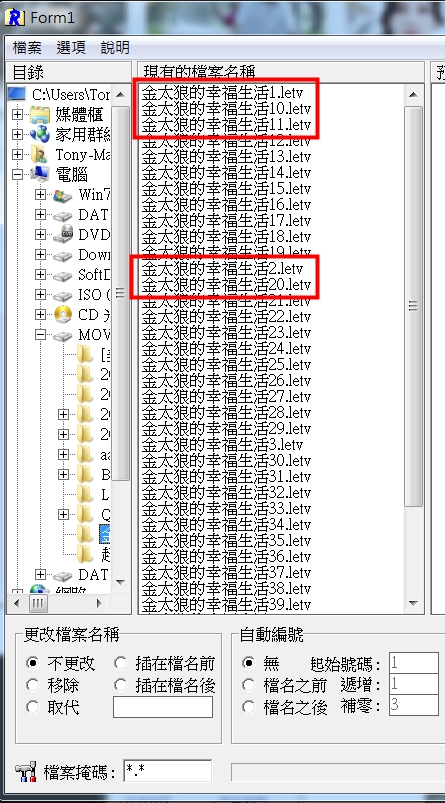 Form1
檔案 選項 說明
目錄
現有的檔案名稱
C:\Users\Ton
媒體櫃
家用群組
Tony-Ma
電腦
Win7
DAT
DVD
Down
SoftD
ISO (
CD
MOV
2
2
2
2
aa
B
L
Q
DAT
金太狼的幸福生活1.letv
金太狼的幸福生活10.letv
金太狼的幸福生活11.letv
金太狼的幸福生活12.letv
金太狼的幸福生活13.letv
金太狼的幸福生活14.letv
金太狼的幸福生活15.letv
金太狼的幸福生活16.letv
金太狼的幸福生活17.letv
金太狼的幸福生活18.letv
金太狼的幸福生活19.letv
金太狼的幸福生活2.letv
金太狼的幸福生活20.letv
金太狼的幸福生活21.letv
金太狼的幸福生活22.letv
金太狼的幸福生活23.letv
金太狼的幸福生活24.letv
金太狼的幸福生活25.letv
金太狼的幸福生活26.letv
金太狼的幸福生活27.letv
金太狼的幸福生活28.letv
金太狼的幸福生活29.letv
金太狼的幸福生活3.letv
金太狼的幸福生活30.letv
金太狼的幸福生活31.letv
金太狼的幸福生活32.letv
金太狼的幸福生活33.letv
金太狼的幸福生活34.letv
金太狼的幸福生活35.letv
金太狼的幸福生活36.letv
金太狼的幸福生活37.letv
金太狼的幸福生活38.letv
金太狼的幸福生活39.letv
更改檔案名稱
不更改 插在檔名前
移除 插在檔名後
取代
自動編號
無 起始號碼: 1
檔名之前 遞增: 1
檔名之後 補零: 3
檔案掩碼: *.*